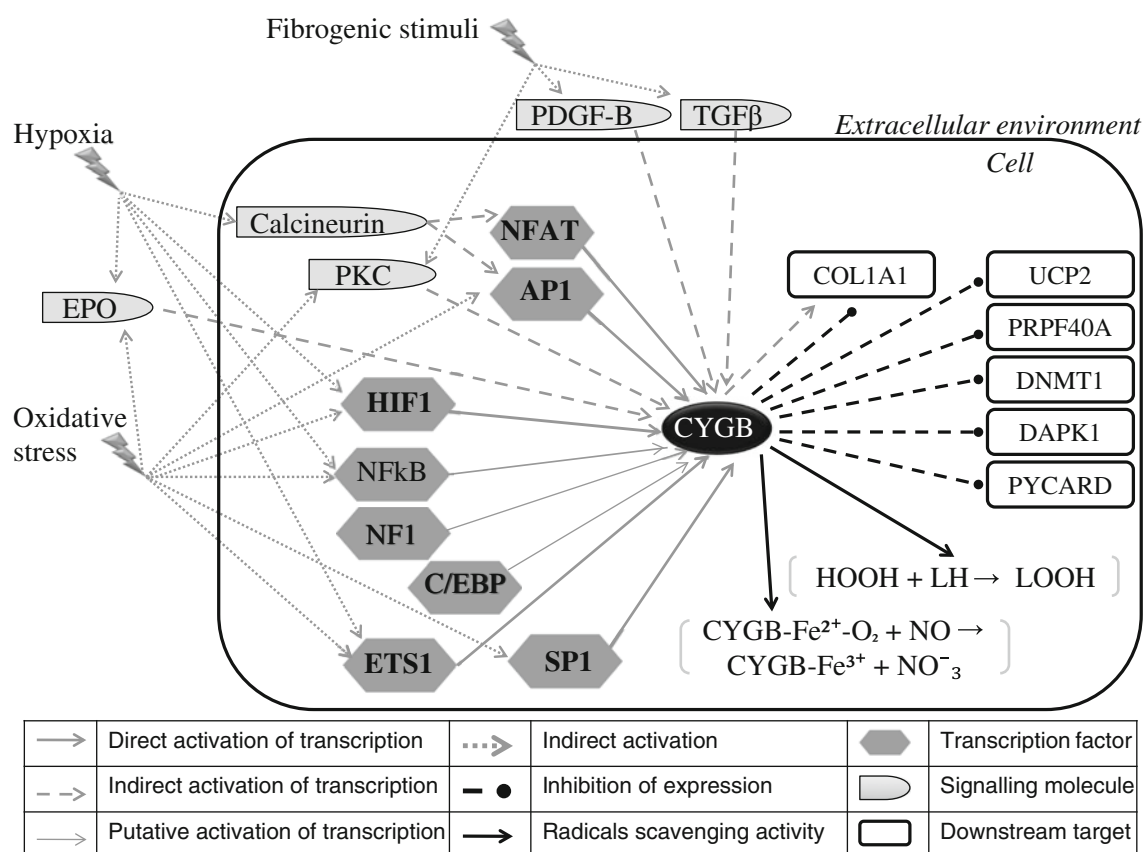 Fibrogenic stimuli
PDGF-B
TGFβ
Extracellular environment
Hypoxia
Cell
Calcineurin
NFAT
PKC
AP1
COL1A1
UCP2
EPO
PRPF40A
DNMT1
HIF1
CYGB
DAPK1
Oxidative
stress
NFkB
PYCARD
NF1
C/EBP
HOOH + LH → LOOH
CYGB-Fe²⁺-O₂ + NO →
CYGB-Fe³⁺ + NO⁻₃
ETS1
SP1
Direct activation of transcription
Indirect activation
Transcription factor
Indirect activation of transcription
Inhibition of expression
Signalling molecule
Putative activation of transcription
Radicals scavenging activity
Downstream target